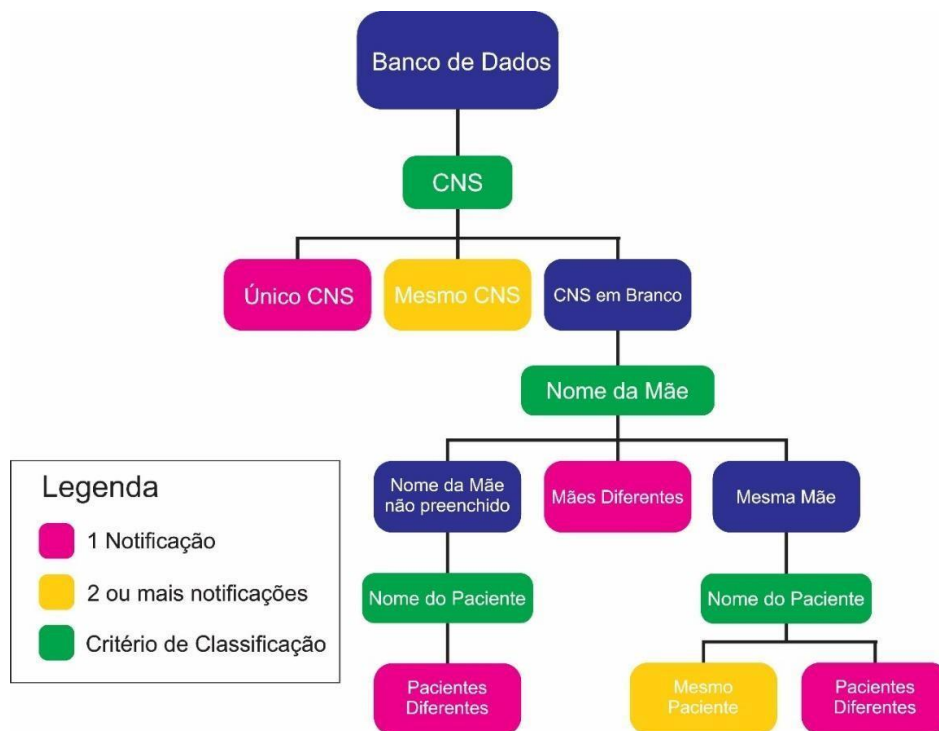 Banco de Dados
CNS
Único CNS
Mesmo CNS
CNS em Branco
Nome da Mãe
Nome da Mãe
não preenchido
Mães Diferentes
Mesma Mãe
Nome do Paciente
Nome do Paciente
Pacientes
Diferentes
Mesmo
Paciente
Pacientes
Diferentes
Legenda
1 Notificação
2 ou mais notificações
Critério de Classificação